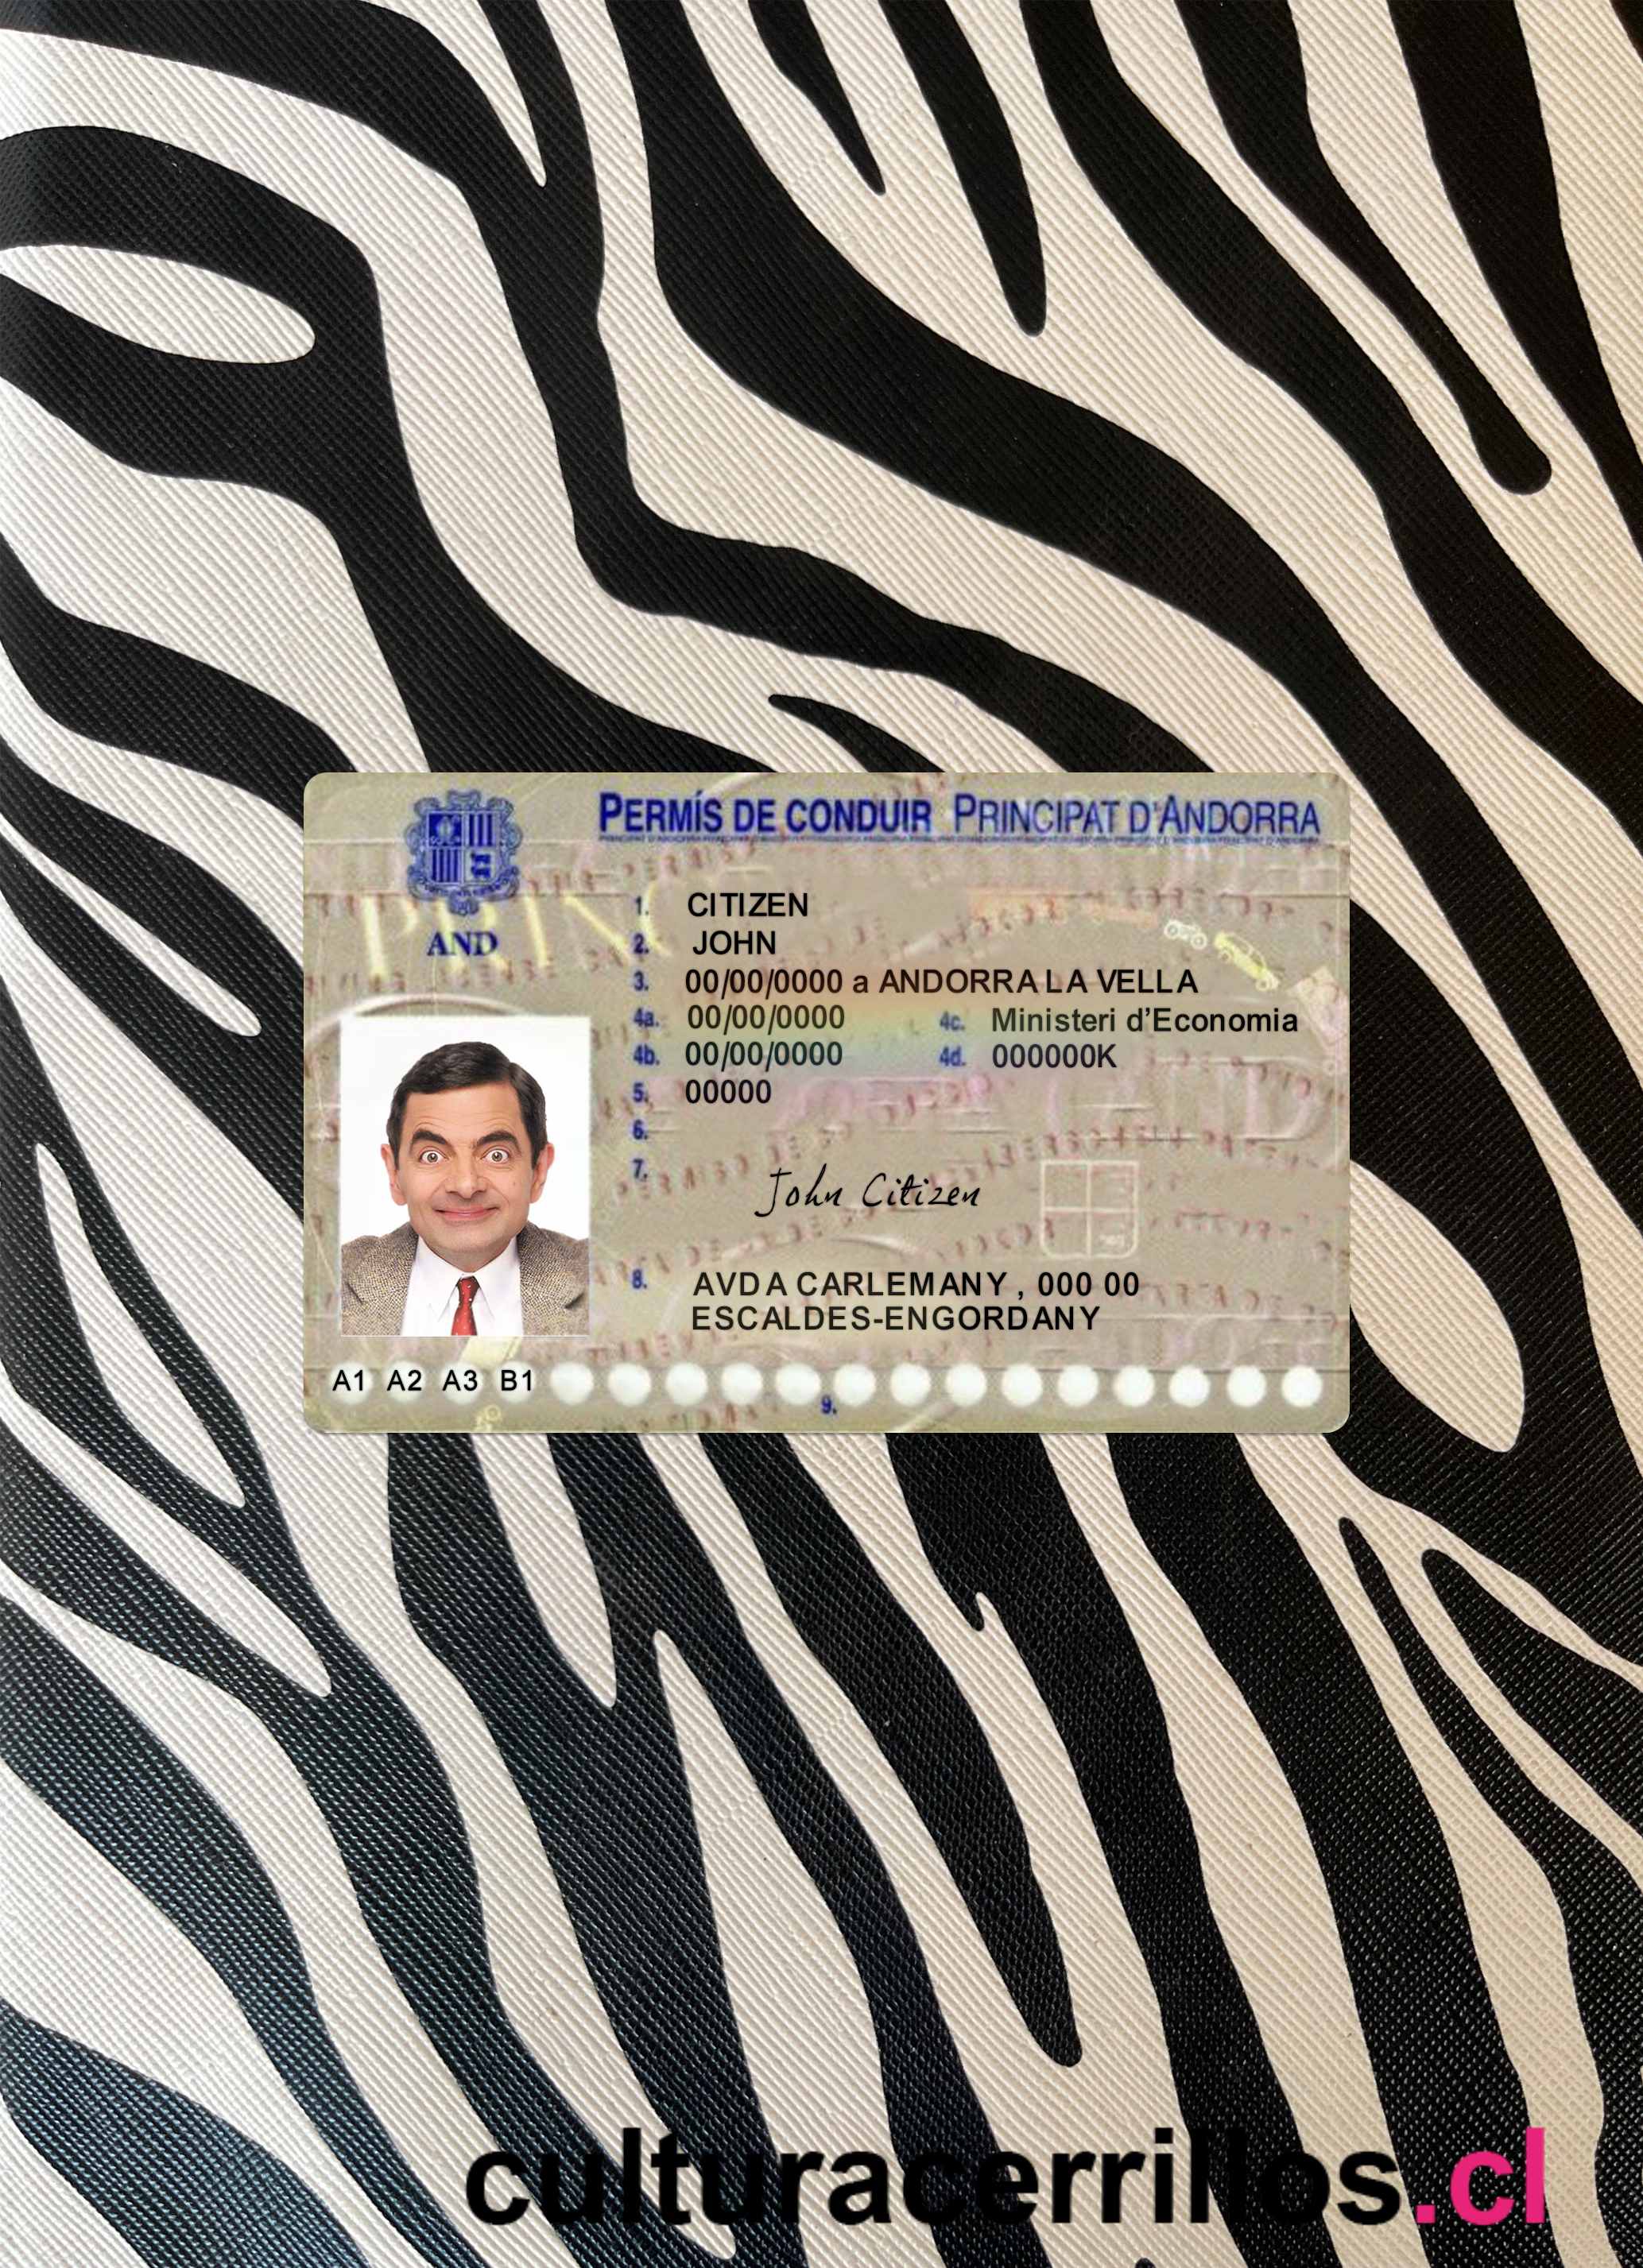 PERMÍS DE CONDUIR PRINCIPAT D'ANDORRA
AND
1. CITIZEN
2. JOHN
3. 00/00/0000 a ANDORRA LA VELLA
4a. 00/00/0000 4c. Ministeri d'Economia
4b. 00/00/0000 4d. 000000K
5. 00000
6.
7. John Citizen
8. AVDA CARLEMANY, 000 00
ESCALDES-ENGORDANY
A1 A2 A3 B1
9.
culturacerrillos.cl